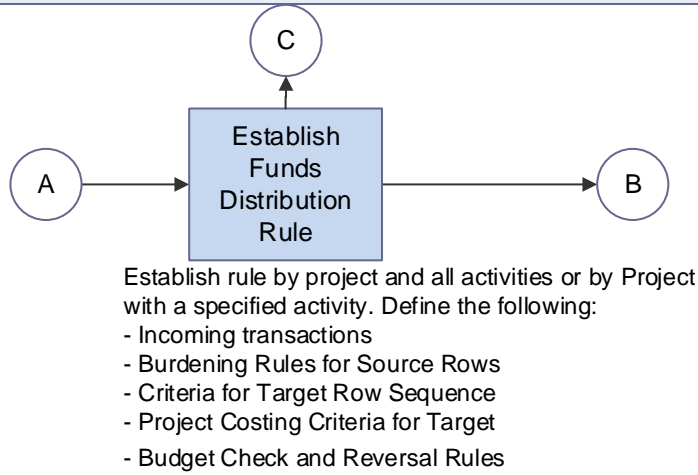 C
A
Establish
Funds
Distribution
Rule
B
Establish rule by project and all activities or by Project
with a specified activity. Define the following:
- Incoming transactions
- Burdening Rules for Source Rows
- Criteria for Target Row Sequence
- Project Costing Criteria for Target
- Budget Check and Reversal Rules